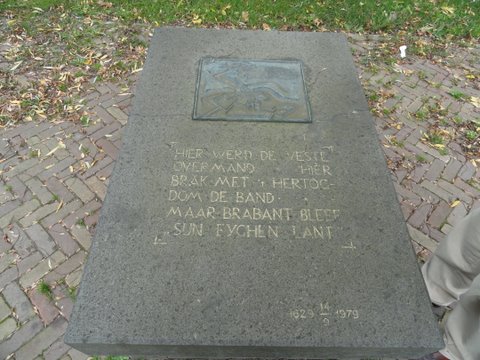 HIER WERD DE VESTE
OVERMAND HIER
BRAK MET 'T HERTOG-
DOM DE BAND
MAAR BRABANT BLEEF
"SIJN EYGHEN LANT"
1629 14/9 1979